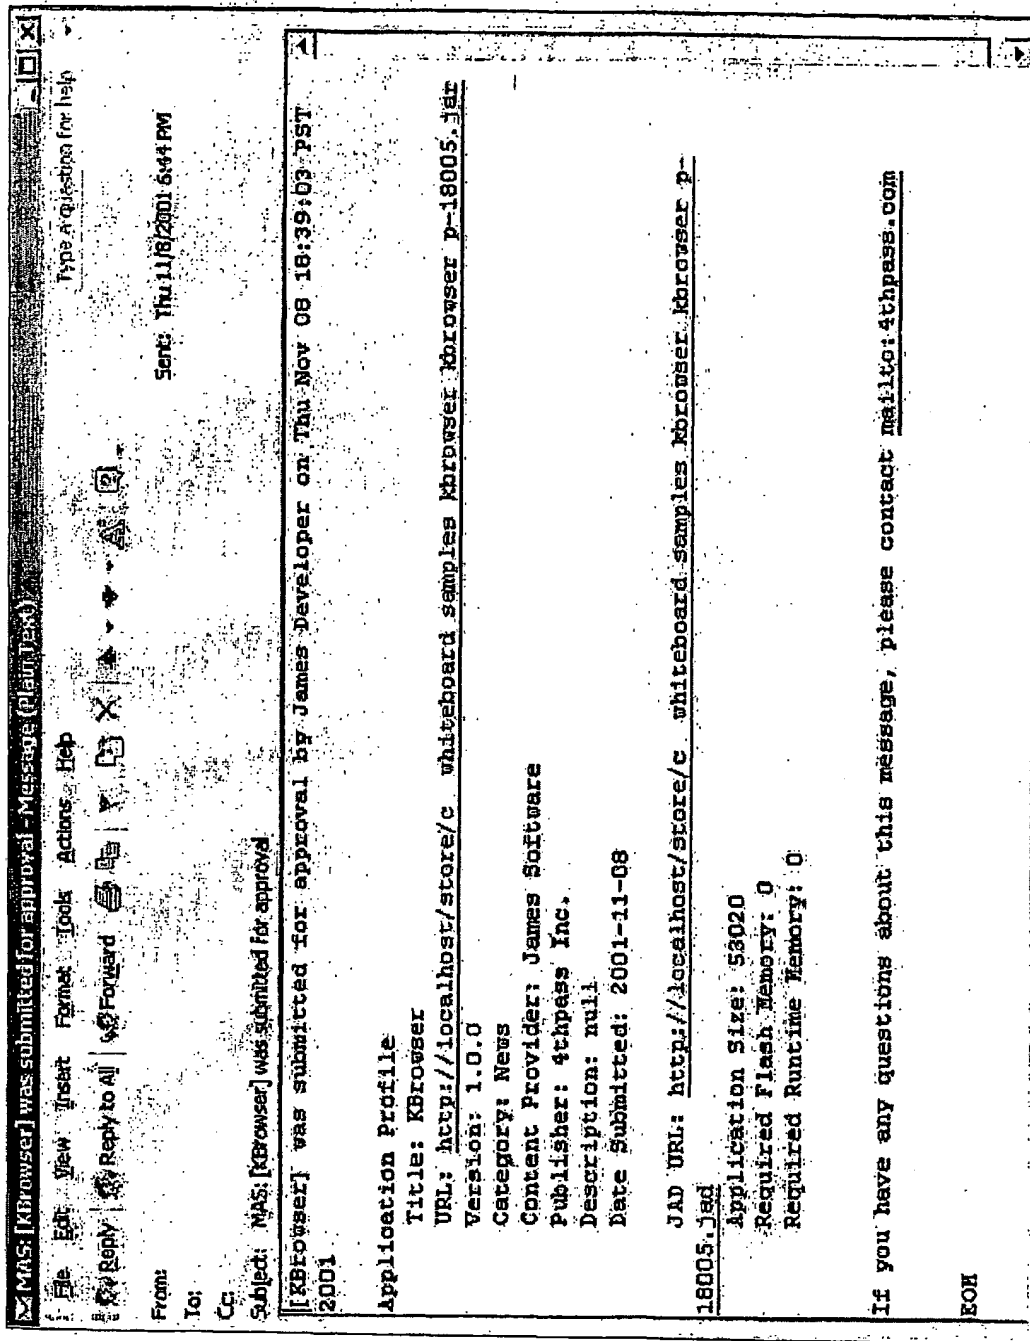 MAS: [KBrowser] was submitted for approval - Message (Plain Text)
File Edit View Insert Format Tools Actions Help Type a question for help
Reply Reply to All Forward
From: Sent: Thu 11/8/2001 6:44 PM
To:
Cc:
Subject: MAS: [KBrowser] was submitted for approval
[KBrowser] was submitted for approval by James Developer on Thu Nov 08 18:39:03 PST
2001
Application Profile
Title: KBrowser
URL: http://localhost/store/c whiteboard samples kbrowser kbrowser p-18005.jar
Version: 1.0.0
Category: News
Content Provider: James Software
Publisher: 4thpass Inc.
Description: null
Date Submitted: 2001-11-08
JAD URL: http://localhost/store/c whiteboard samples kbrowser kbrowser p-
18005.jad
Application Size: 53020
Required Flash Memory: 0
Required Runtime Memory: 0
If you have any questions about this message, please contact mailto:4thpass.com
EOM